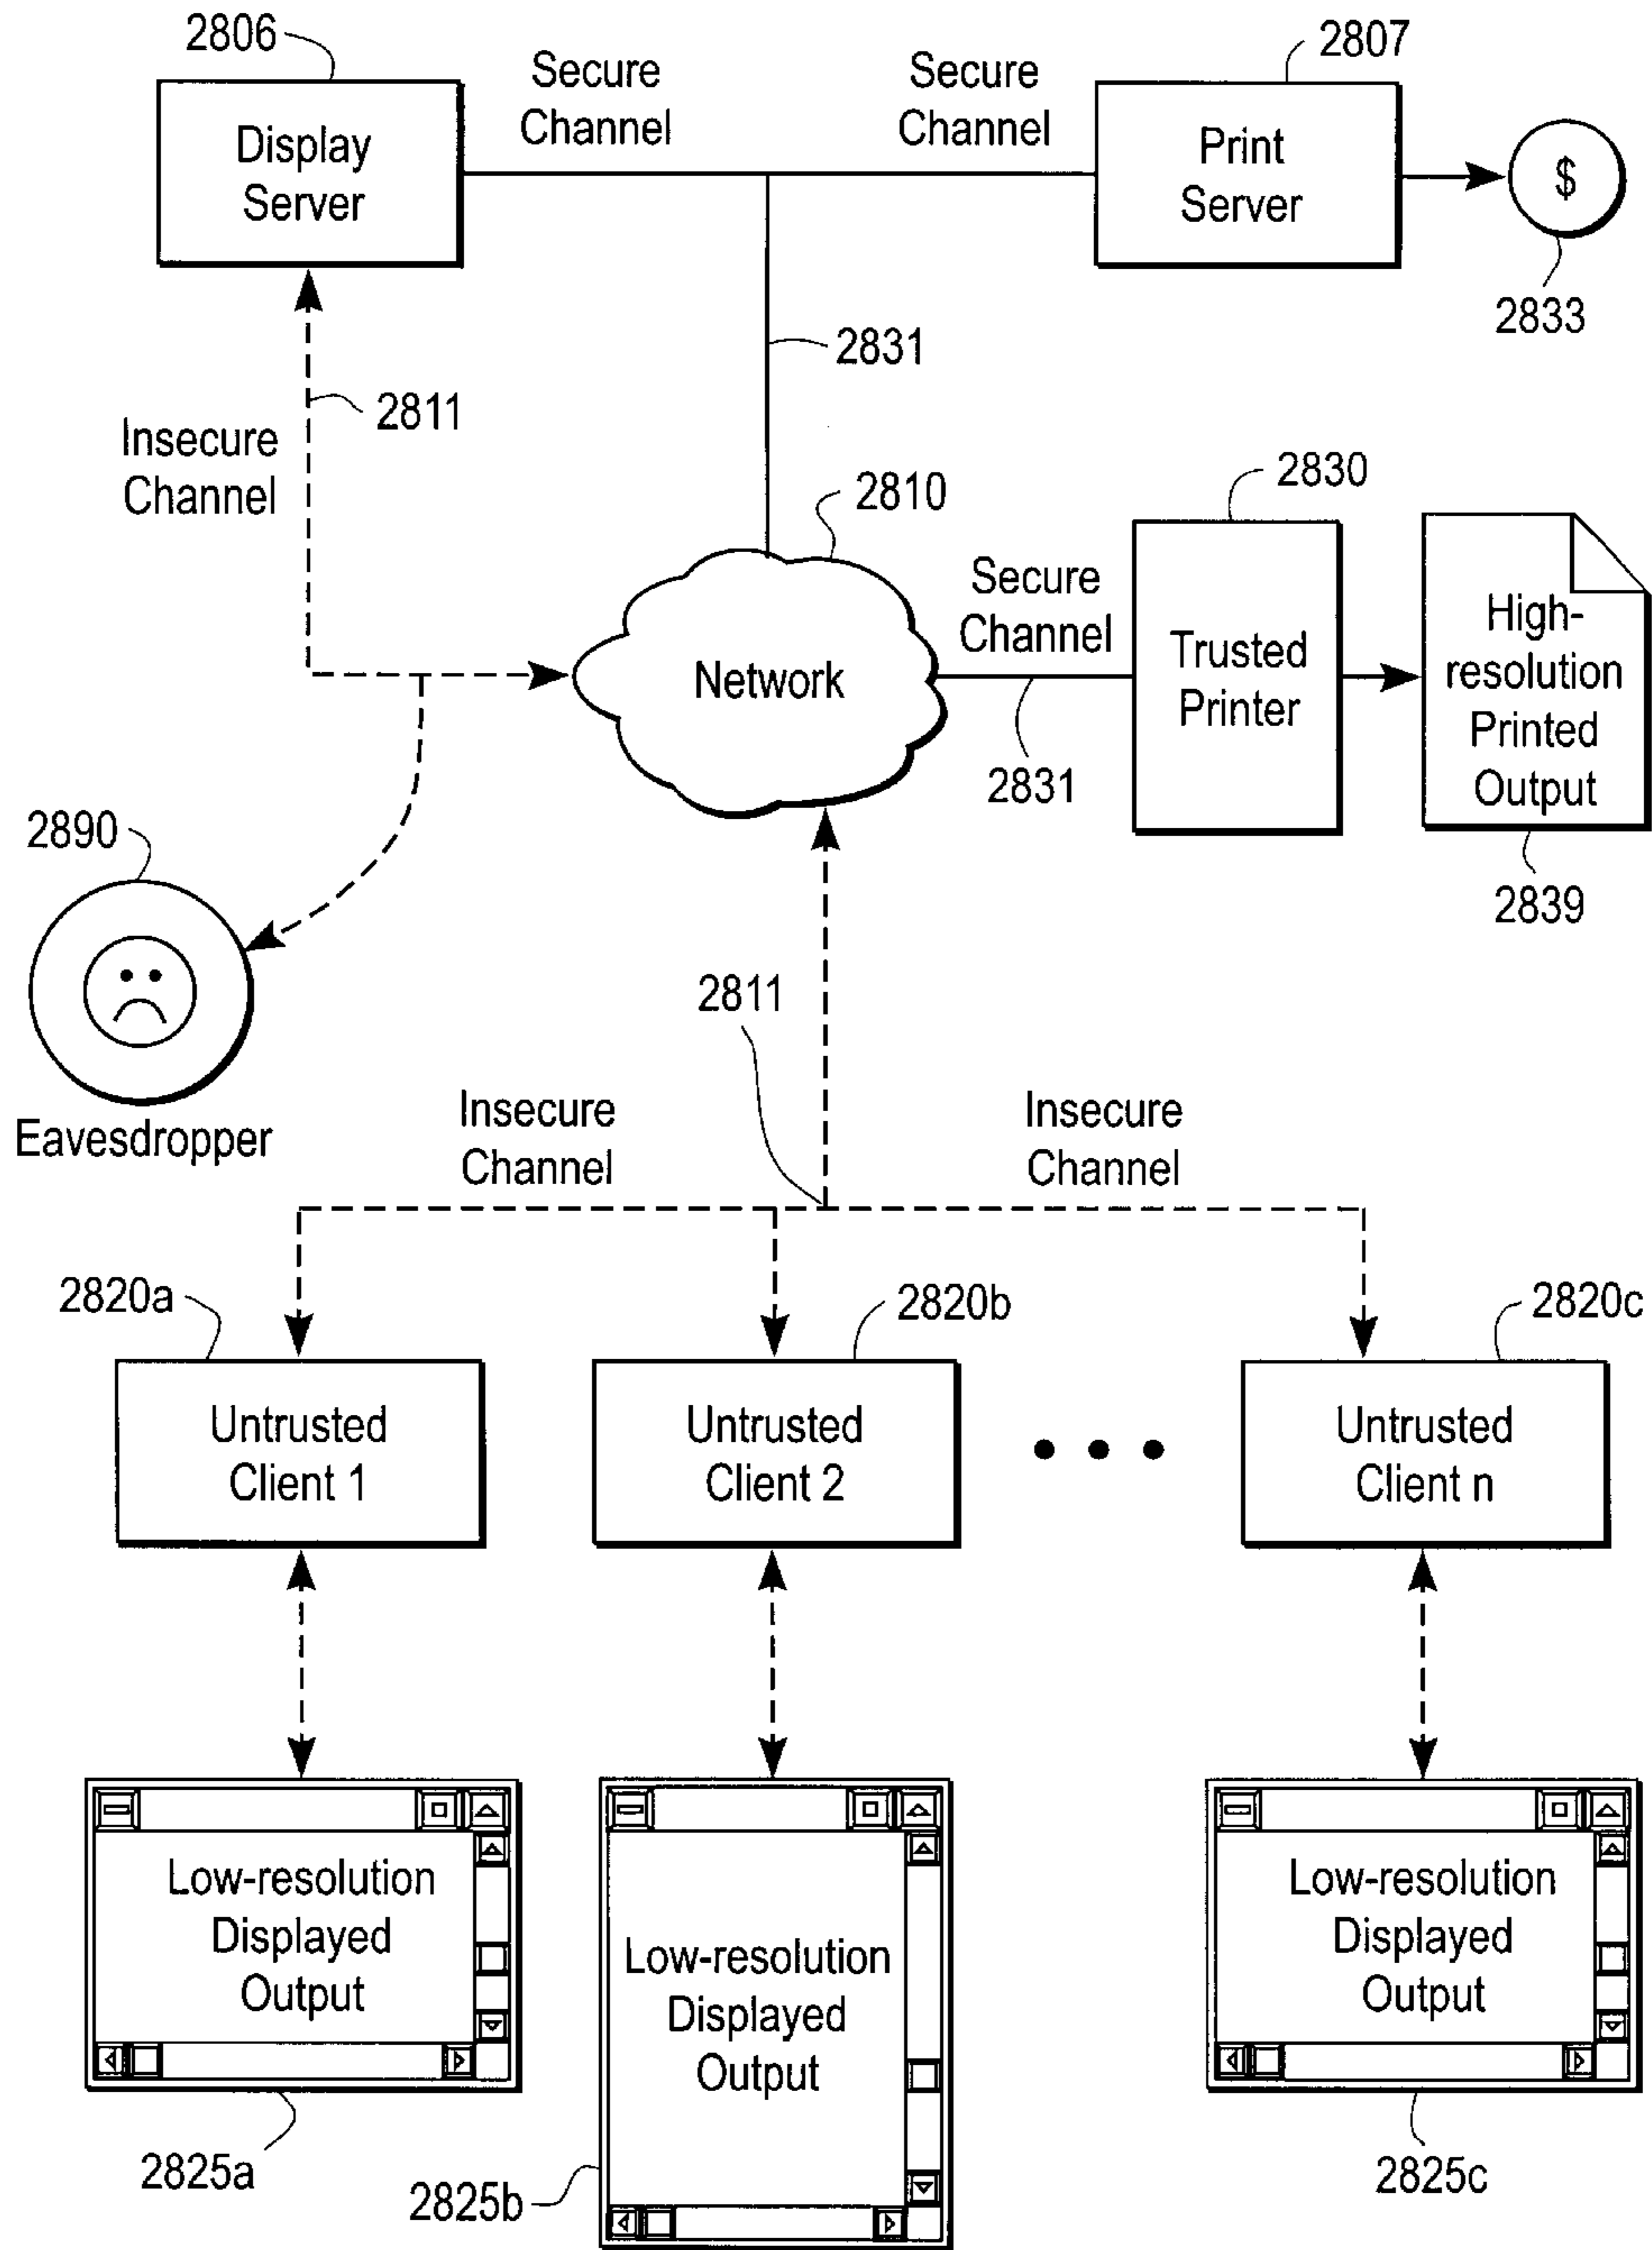 2806
Secure
Channel
Secure
Channel
2807
Display
Server
Print
Server
$
2833
2831
2811
Insecure
Channel
2810
2830
Secure
Channel
Network
Trusted
Printer
High-
resolution
Printed
Output
2831
2839
2890
Eavesdropper
2811
Insecure
Channel
Insecure
Channel
2820a
2820b
2820c
Untrusted
Client 1
Untrusted
Client 2
• • •
Untrusted
Client n
Low-resolution
Displayed
Output
Low-resolution
Displayed
Output
Low-resolution
Displayed
Output
2825a
2825b
2825c